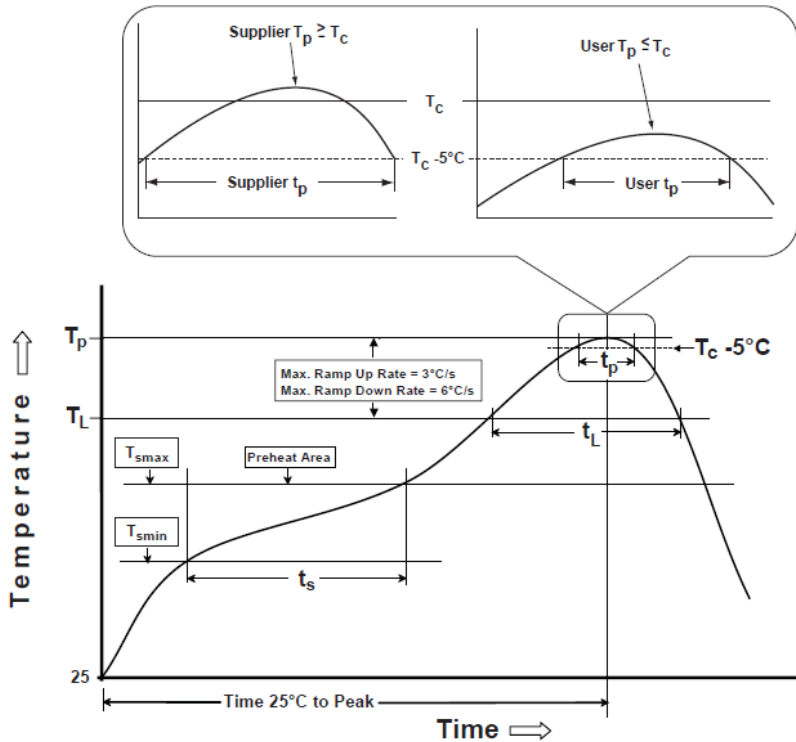 Supplier Tp ≥ Tc
User Tp ≤ Tc
Tc
Tc -5°C
Supplier tp
User tp
Tp
Tc -5°C
tp
Max. Ramp Up Rate = 3°C/s
Max. Ramp Down Rate = 6°C/s
TL
tL
Tsmax
Preheat Area
Tsmin
ts
Temperature
25
Time 25°C to Peak
Time